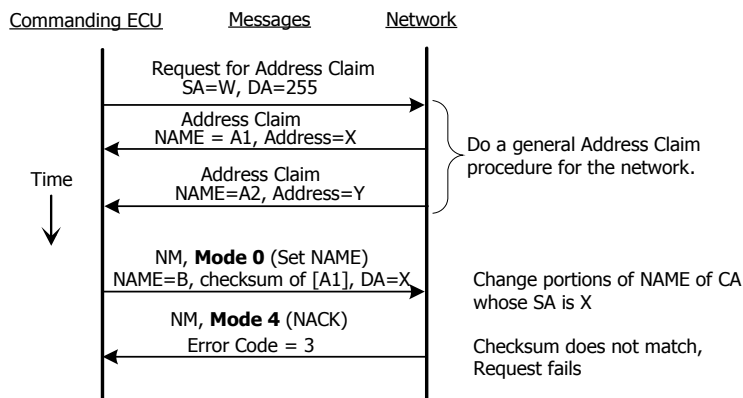 Commanding ECU Messages Network
Request for Address Claim
SA=W, DA=255
Address Claim
NAME = A1, Address=X
Do a general Address Claim
procedure for the network.
Address Claim
NAME=A2, Address=Y
Time
NM, Mode 0 (Set NAME)
NAME=B, checksum of [A1], DA=X
Change portions of NAME of CA
whose SA is X
NM, Mode 4 (NACK)
Error Code = 3
Checksum does not match,
Request fails